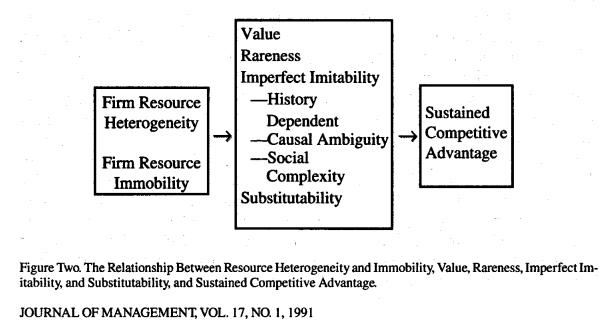 Firm Resource
Heterogeneity
Firm Resource
Immobility
Value
Rareness
Imperfect Imitability
—History
Dependent
—Causal Ambiguity
—Social
Complexity
Substitutability
Sustained
Competitive
Advantage
Figure Two. The Relationship Between Resource Heterogeneity and Immobility, Value, Rareness, Imperfect Im-
itability, and Substitutability, and Sustained Competitive Advantage.
JOURNAL OF MANAGEMENT, VOL. 17, NO. 1, 1991